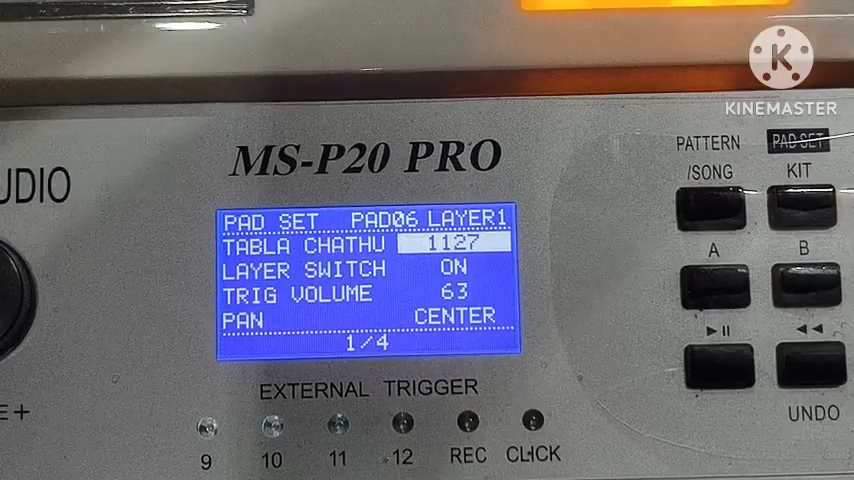 KINEMASTER
UDIO
MS-P20 PRO
PATTERN
/SONG
PAD SET
KIT
PAD SET PAD06 LAYER1
TABLA CHATHU 1127
LAYER SWITCH ON
TRIG VOLUME 63
PAN CENTER
1/4
A
B
EXTERNAL TRIGGER
E+
9 10 11 12 REC CLICK
UNDO